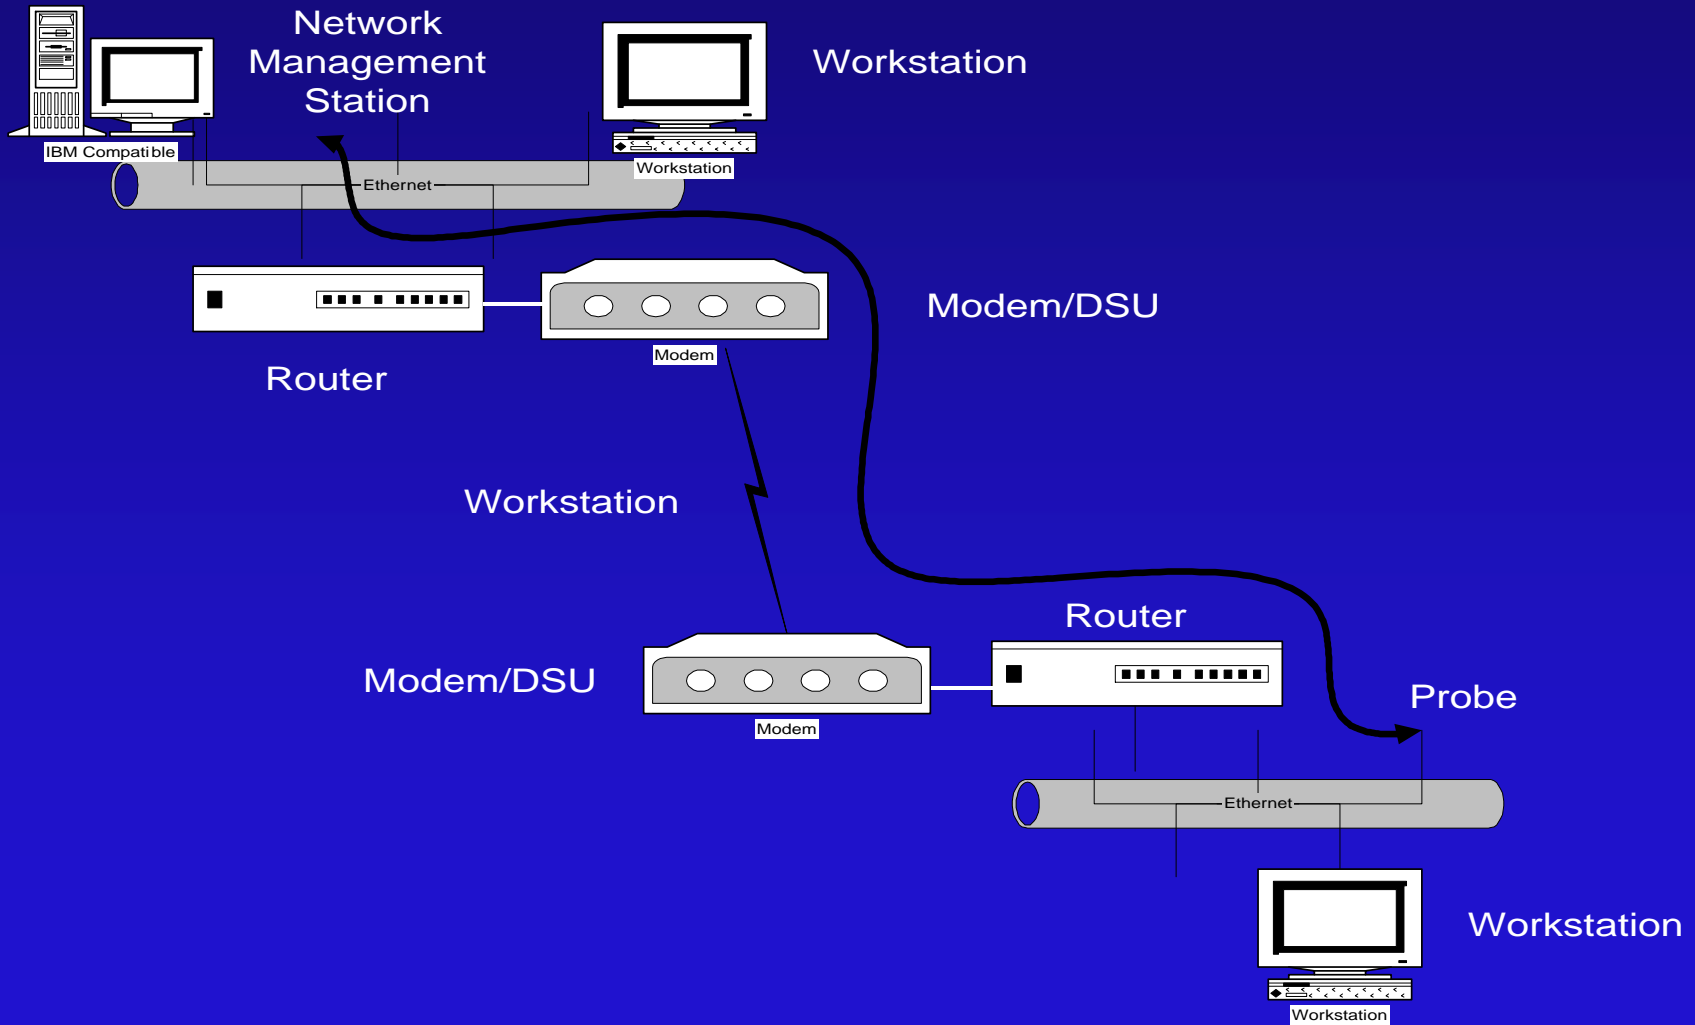 Network
Management
Station
Workstation
IBM Compatible
Workstation
Ethernet
Modem/DSU
Modem
Router
Workstation
Router
Modem/DSU
Probe
Modem
Ethernet
Workstation
Workstation